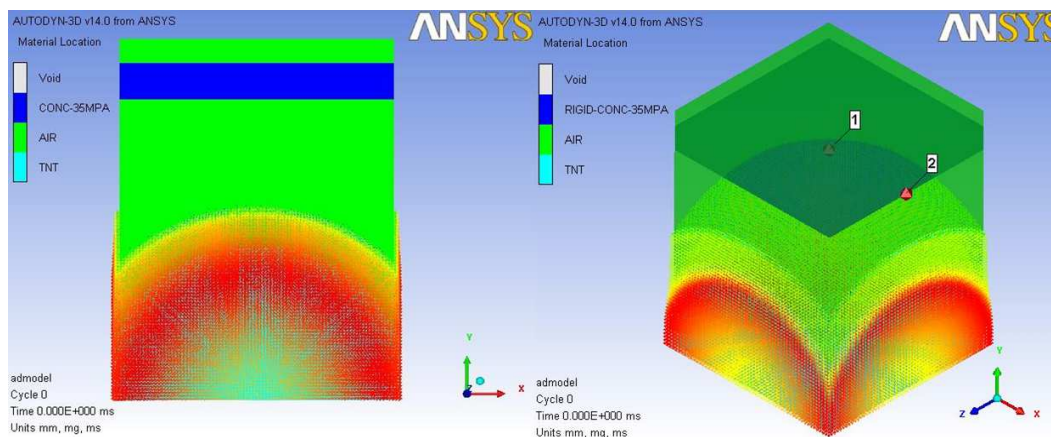 AUTODYN-3D v14.0 from ANSYS
ANSYS
Material Location
Void
CONC-35MPA
AIR
TNT
Y
Z
X
admodel
Cycle 0
Time 0.000E+000 ms
Units mm, mg, ms
AUTODYN-3D v14.0 from ANSYS
ANSYS
Material Location
Void
RIGID-CONC-35MPA
AIR
TNT
1
2
Y
Z
X
admodel
Cycle 0
Time 0.000E+000 ms
Units mm, mg, ms